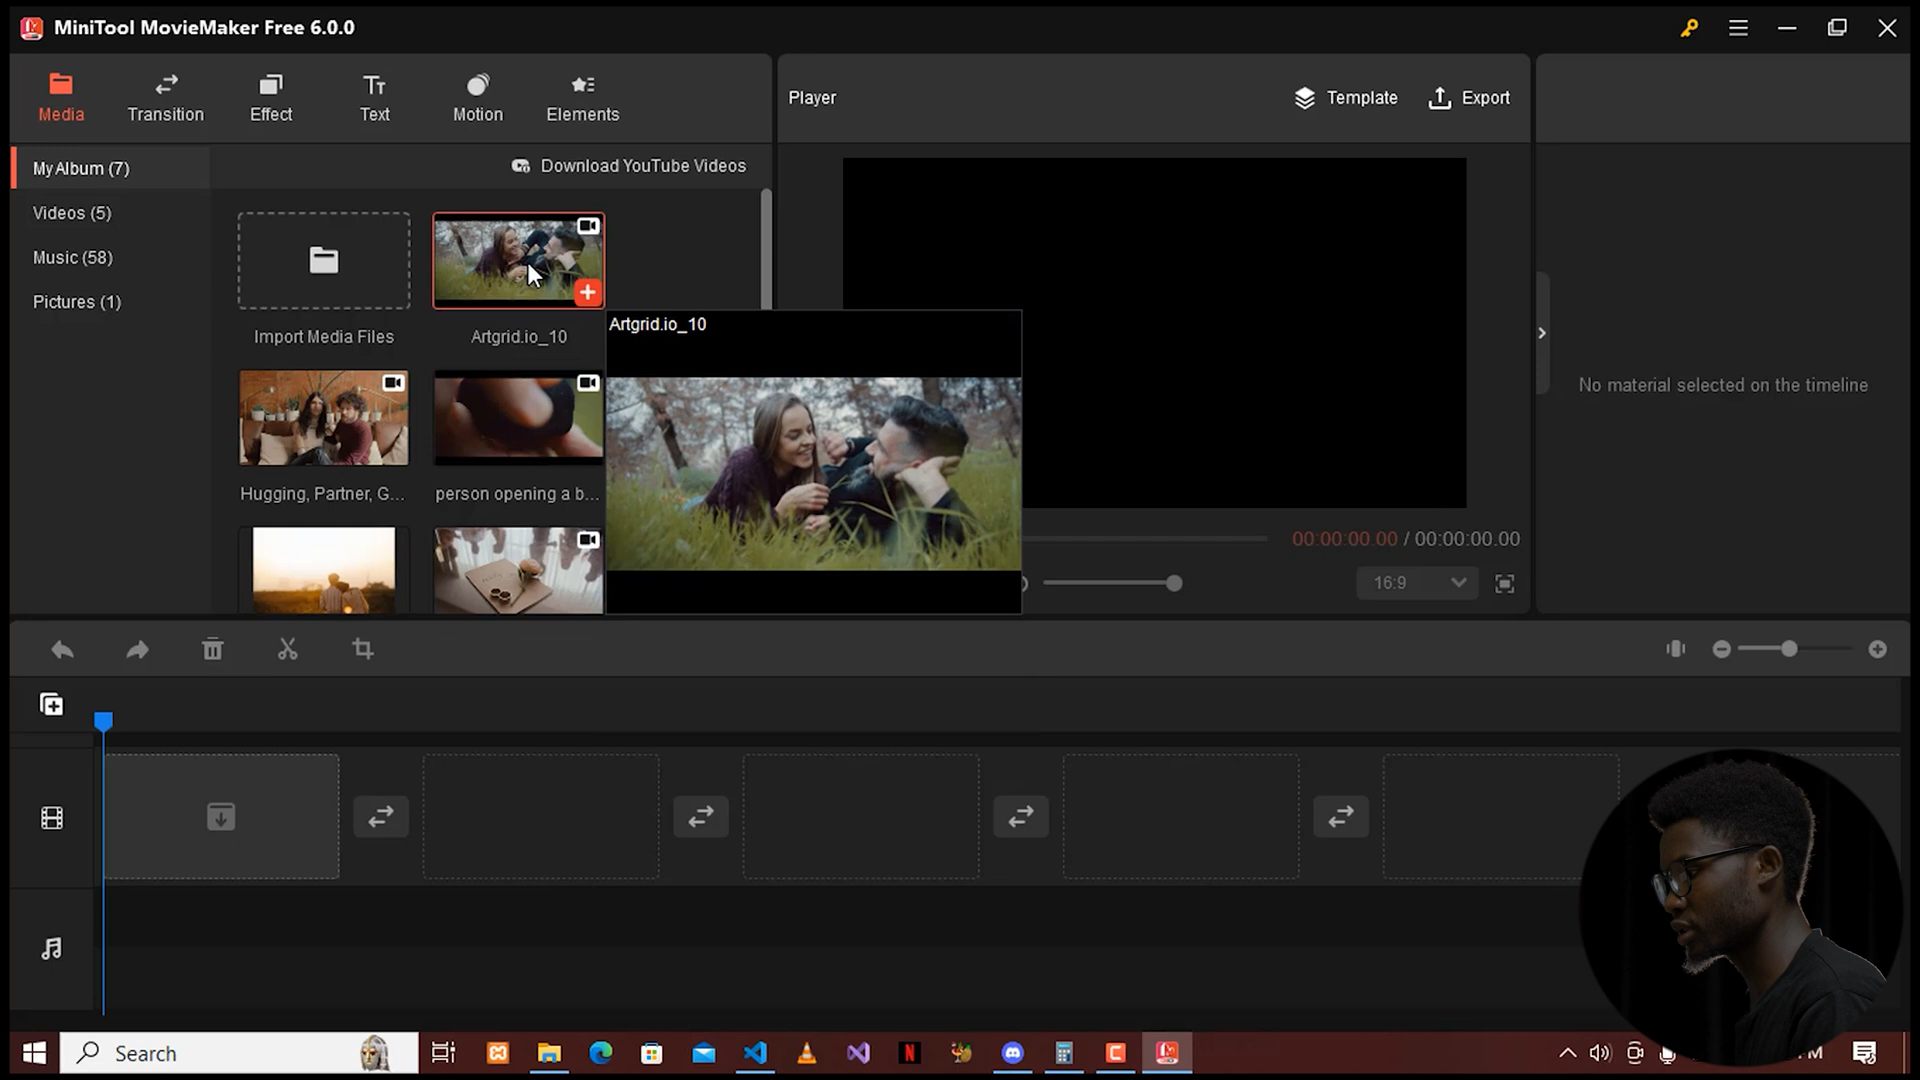 MiniTool MovieMaker Free 6.0.0
Media
Transition
Effect
Text
Motion
Elements
Player
Template
Export
My Album (7)
Download YouTube Videos
Videos (5)
Music (58)
Pictures (1)
Import Media Files
Artgrid.io_10
Artgrid.io_10
Hugging, Partner, G...
person opening a b...
No material selected on the timeline
00:00:00.00 / 00:00:00.00
16:9
Search